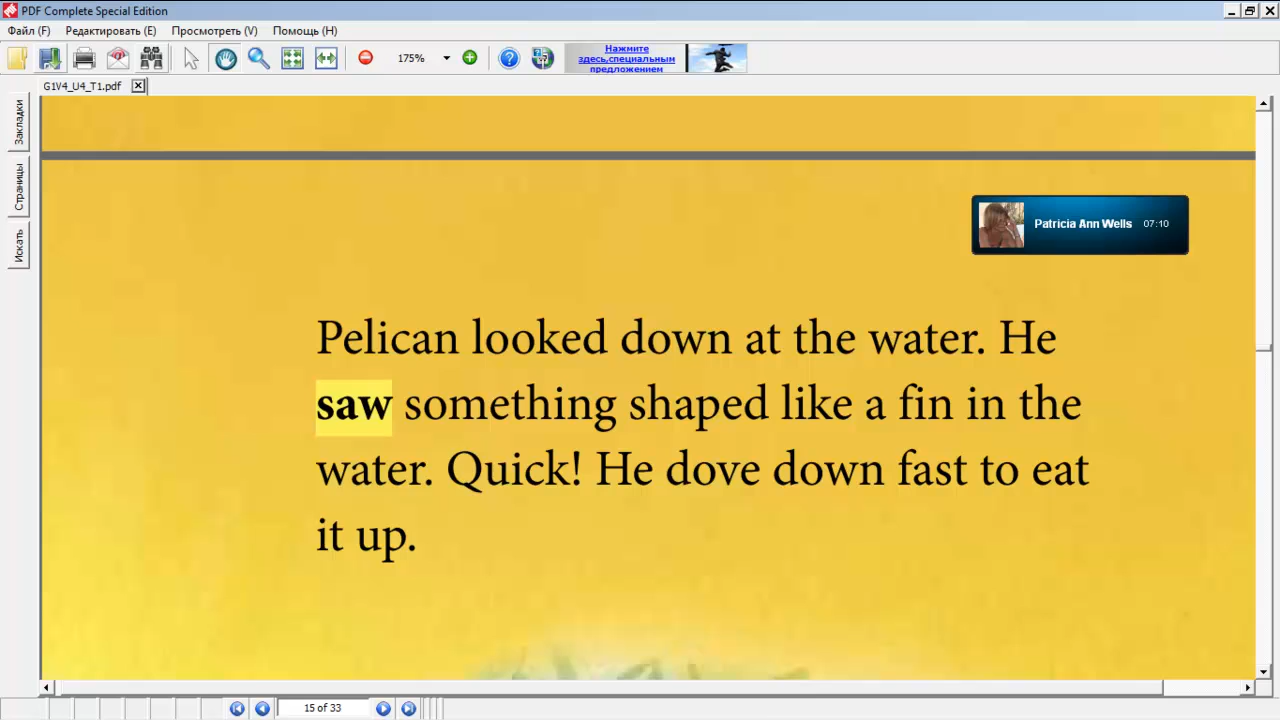 PDF Complete Special Edition
Файл (F) Редактировать (E) Просмотреть (V) Помощь (H)
175%
Нажмите
здесь,специальным
предложением
G1V4_U4_T1.pdf
Закладки
Страницы
Искать
Patricia Ann Wells 07:10
Pelican looked down at the water. He
saw something shaped like a fin in the
water. Quick! He dove down fast to eat
it up.
15 of 33